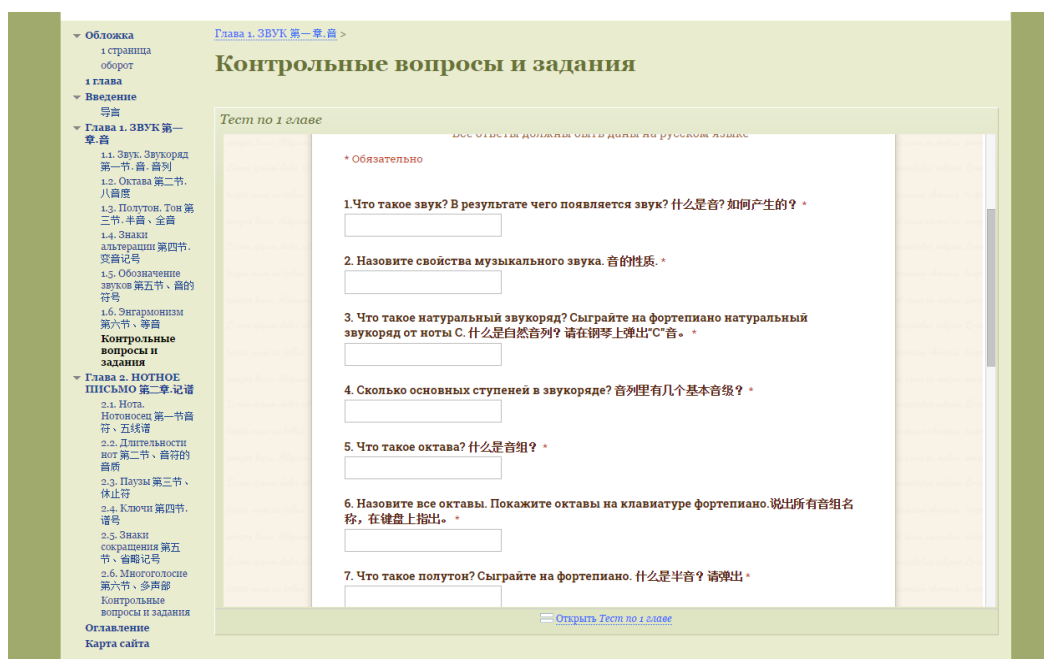 Обложка
1 страница
оборот
1 глава
Введение
导言
Глава 1. ЗВУК 第一
章.音
1.1. Звук. Звукоряд
第一节. 音. 音列
1.2. Октава 第二节.
八音度
1.3. Полутон. Тон 第
三节. 半音、全音
1.4. Знаки
альтерации 第四节.
变音记号
1.5. Обозначение
звуков 第五节、音的
符号
1.6. Энгармонизм
第六节、等音
Контрольные
вопросы и
задания
Глава 2. НОТНОЕ
ПИСЬМО 第二章.记谱
2.1. Нота.
Нотоносец 第一节音
符、五线谱
2.2. Длительности
нот 第二节、音符的
音质
2.3. Паузы 第三节、
休止符
2.4. Ключи 第四节.
谱号
2.5. Знаки
сокращения 第五
节、省略记号
2.6. Многоголосие
第六节、多声部
Контрольные
вопросы и задания
Оглавление
Карта сайта
Глава 1. ЗВУК 第一章.音 >
Контрольные вопросы и задания
Тест по 1 главе
Все ответы должны быть даны на русском языке
* Обязательно
1.Что такое звук? В результате чего появляется звук? 什么是音? 如何产生的？ *
2. Назовите свойства музыкального звука. 音的性质. *
3. Что такое натуральный звукоряд? Сыграйте на фортепиано натуральный
звукоряд от ноты С. 什么是自然音列？请在钢琴上弹出“C”音。 *
4. Сколько основных ступеней в звукоряде? 音列里有几个基本音级？ *
5. Что такое октава? 什么是音组？ *
6. Назовите все октавы. Покажите октавы на клавиатуре фортепиано.说出所有音组名
称，在键盘上指出。 *
7. Что такое полутон? Сыграйте на фортепиано. 什么是半音？请弹出 *
Открыть Тест по 1 главе